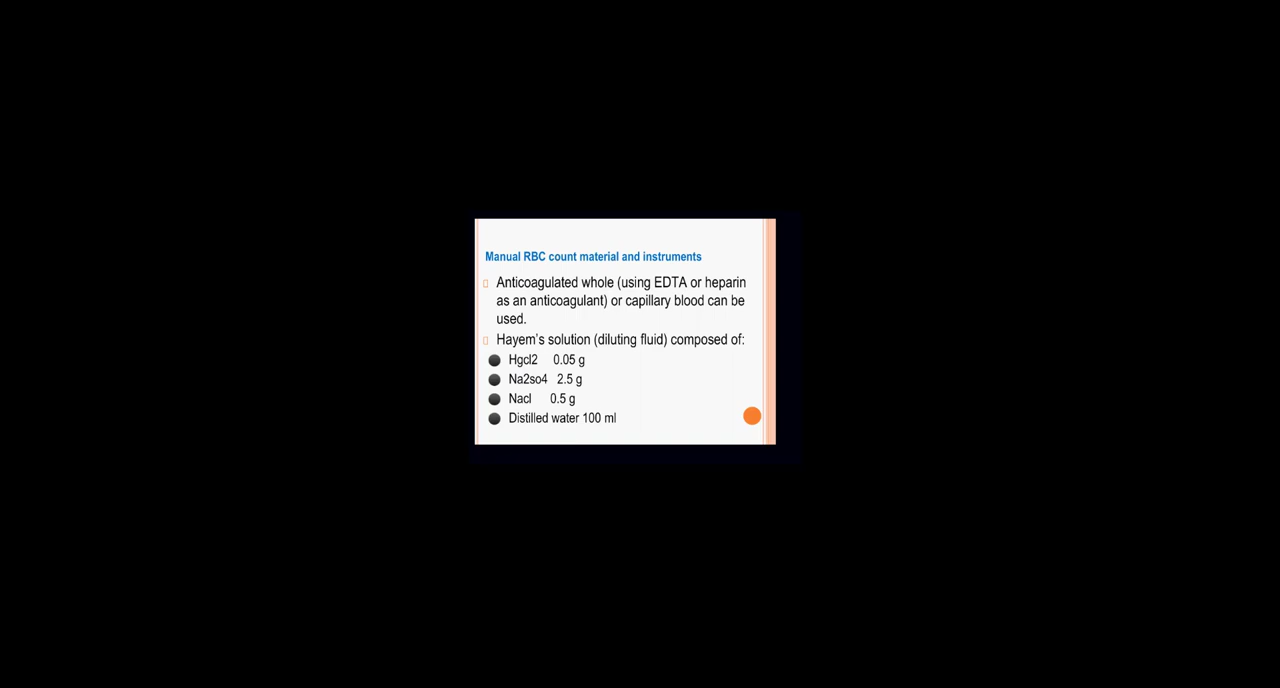 Manual RBC count material and instruments
Anticoagulated whole (using EDTA or heparin
as an anticoagulant) or capillary blood can be
used.
Hayem's solution (diluting fluid) composed of:
Hgcl2 0.05 g
Na2so4 2.5 g
Nacl 0.5 g
Distilled water 100 ml